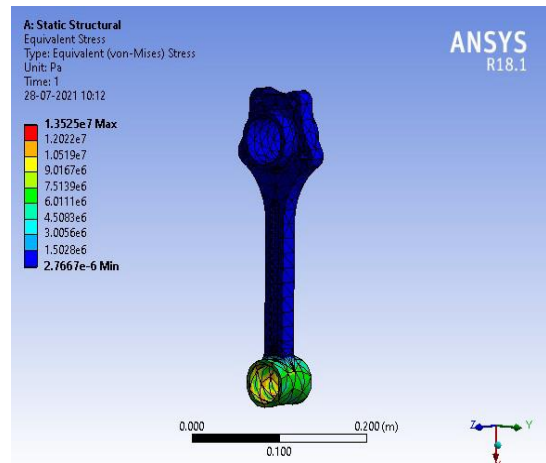 A: Static Structural
Equivalent Stress
Type: Equivalent (von-Mises) Stress
Unit: Pa
Time: 1
28-07-2021 10:12
ANSYS
R18.1
1.3525e7 Max
1.2022e7
1.0519e7
9.0167e6
7.5139e6
6.0111e6
4.5083e6
3.0056e6
1.5028e6
2.7667e-6 Min
0.000
0.200 (m)
0.100
Z
Y